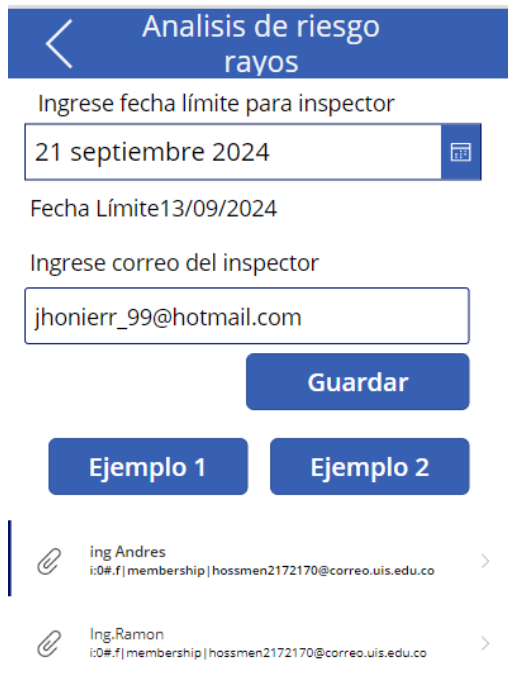 Analisis de riesgo
rayos
Ingrese fecha límite para inspector
21 septiembre 2024
Fecha Límite13/09/2024
Ingrese correo del inspector
jhonierr_99@hotmail.com
Guardar
Ejemplo 1
Ejemplo 2
ing Andres
i:0#.f|membership|hossmen2172170@correo.uis.edu.co
Ing.Ramon
i:0#.f|membership|hossmen2172170@correo.uis.edu.co